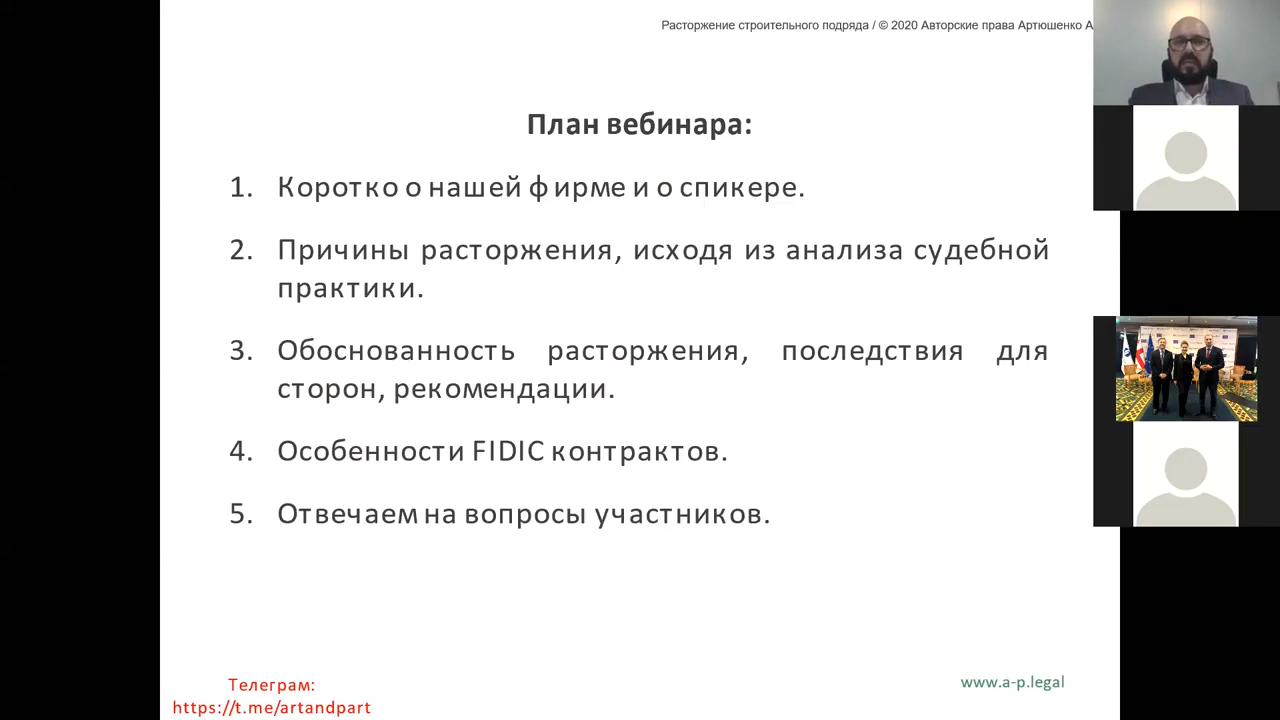 Расторжение строительного подряда / © 2020 Авторские права Артюшенко А
План вебинара:
1. Коротко о нашей фирме и о спикере.
2. Причины расторжения, исходя из анализа судебной
практики.
3. Обоснованность расторжения, последствия для
сторон, рекомендации.
4. Особенности FIDIC контрактов.
5. Отвечаем на вопросы участников.
Телеграм:
https://t.me/artandpart
www.a-p.legal